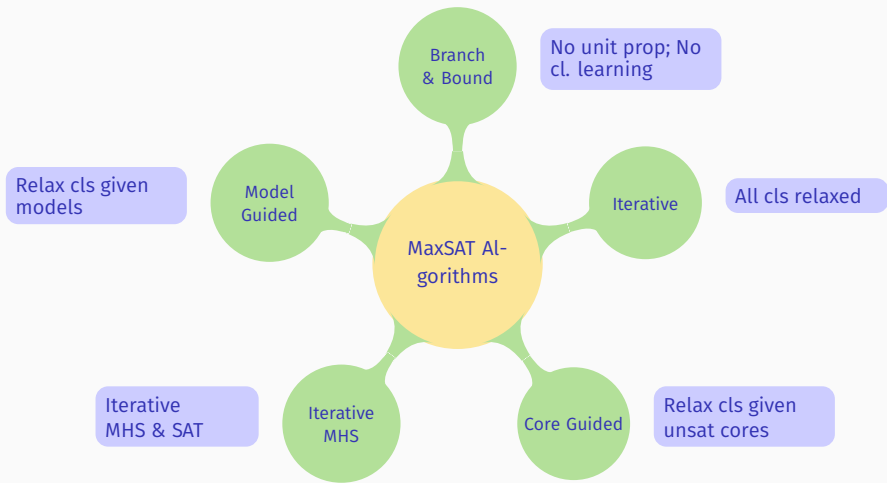 Branch
& Bound
No unit prop; No
cl. learning
Relax cls given
models
Model
Guided
Iterative
All cls relaxed
MaxSAT Al-
gorithms
Iterative
MHS & SAT
Iterative
MHS
Core Guided
Relax cls given
unsat cores